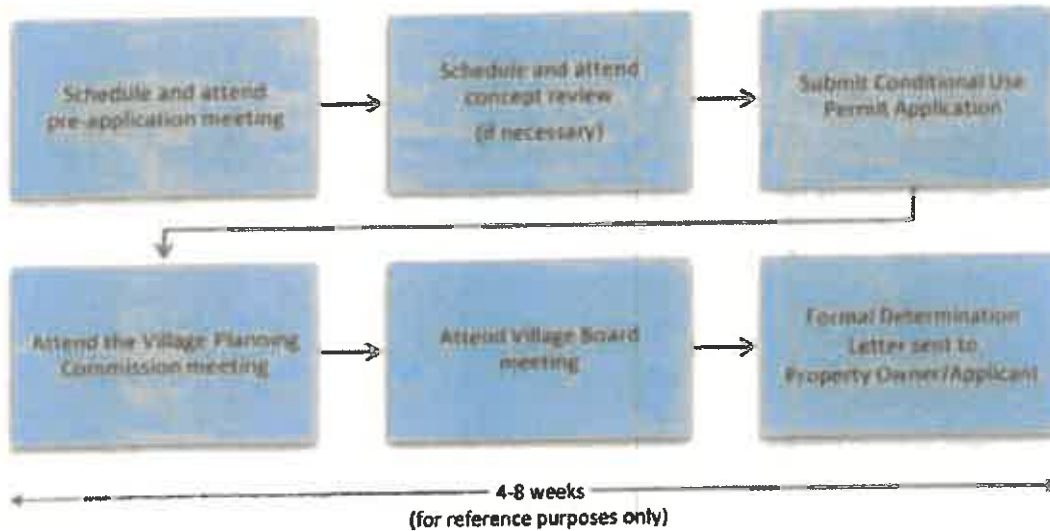 Schedule and attend
pre-application meeting
Schedule and attend
concept review
(if necessary)
Submit Conditional Use
Permit Application
Attend the Village Planning
Commission meeting
Attend Village Board
meeting
Formal Determination
Letter sent to
Property Owner/Applicant
4-8 weeks
(for reference purposes only)